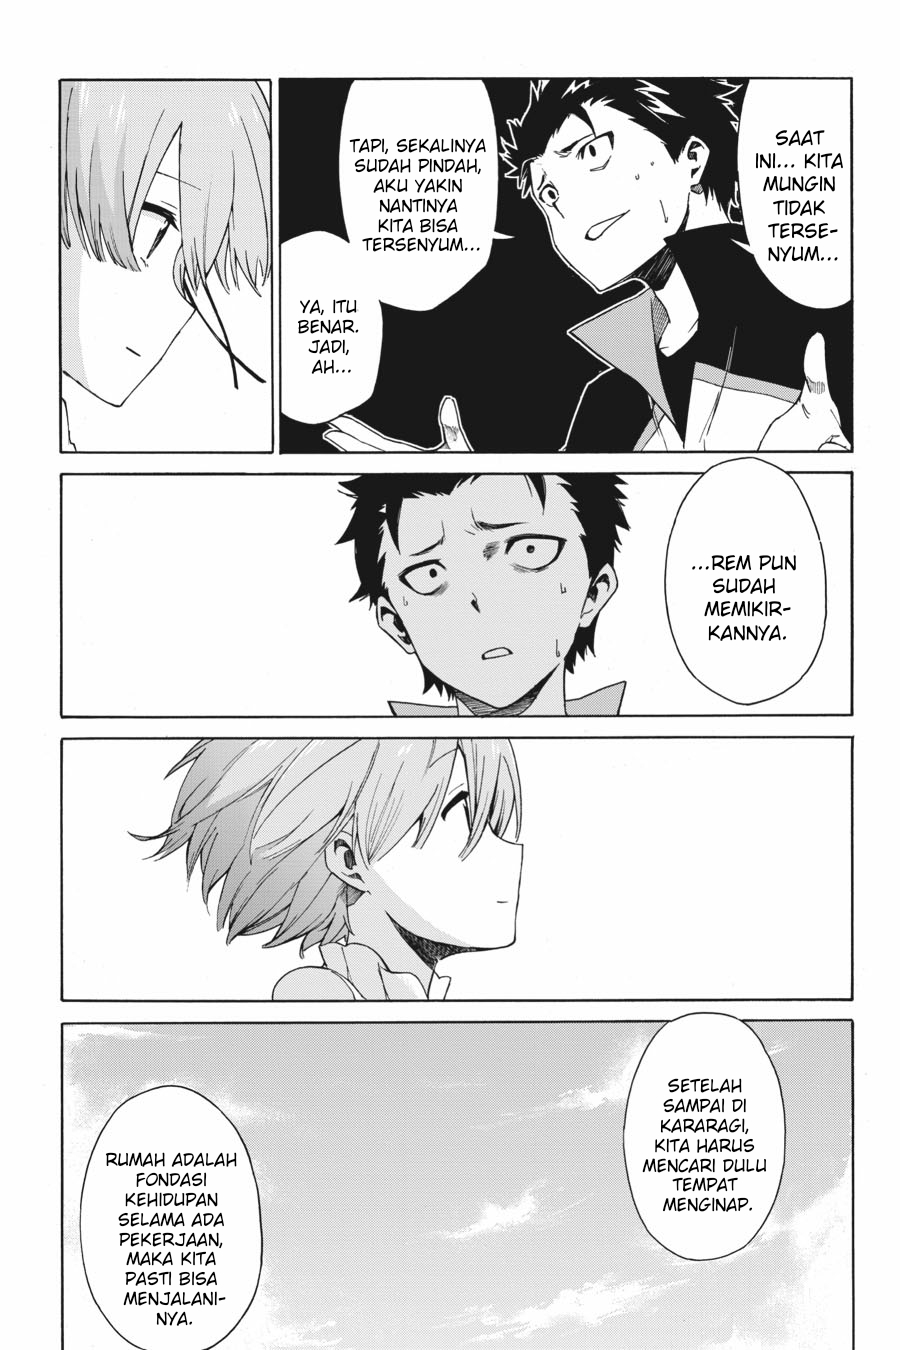 SAAT
INI... KITA
MUNGIN
TIDAK
TERSE-
NYUM...
TAPI, SEKALINYA
SUDAH PINDAH,
AKU YAKIN
NANTINYA
KITA BISA
TERSENYUM...
YA, ITU
BENAR.
JADI,
AH...
...REM PUN
SUDAH
MEMIKIR-
KANNYA.
SETELAH
SAMPAI DI
KARARAGI,
KITA HARUS
MENCARI DULU
TEMPAT
MENGINAP.
RUMAH ADALAH
FONDASI
KEHIDUPAN
SELAMA ADA
PEKERJAAN,
MAKA KITA
PASTI BISA
MENJALANI-
NYA.